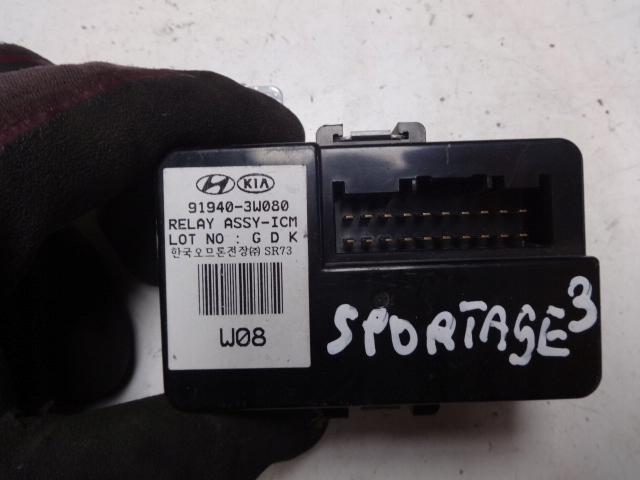 KIA
91940-3W080
RELAY ASSY-ICM
LOT NO : G D K
한국오므론전장㈜ SR73
W08
SPORTAGE 3